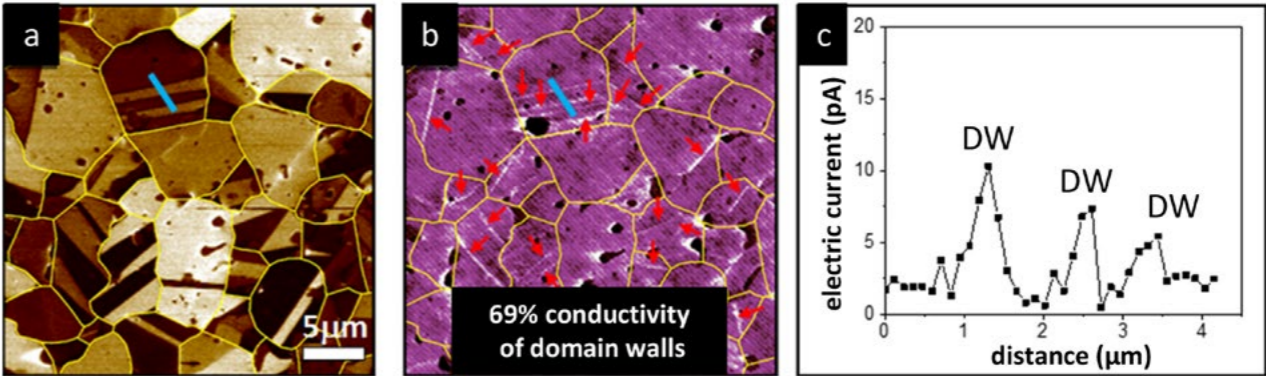 a
5μm
b
69% conductivity
of domain walls
c
electric current (pA)
20
15
10
5
0
DW
DW
DW
0
1
2
3
4
distance (μm)